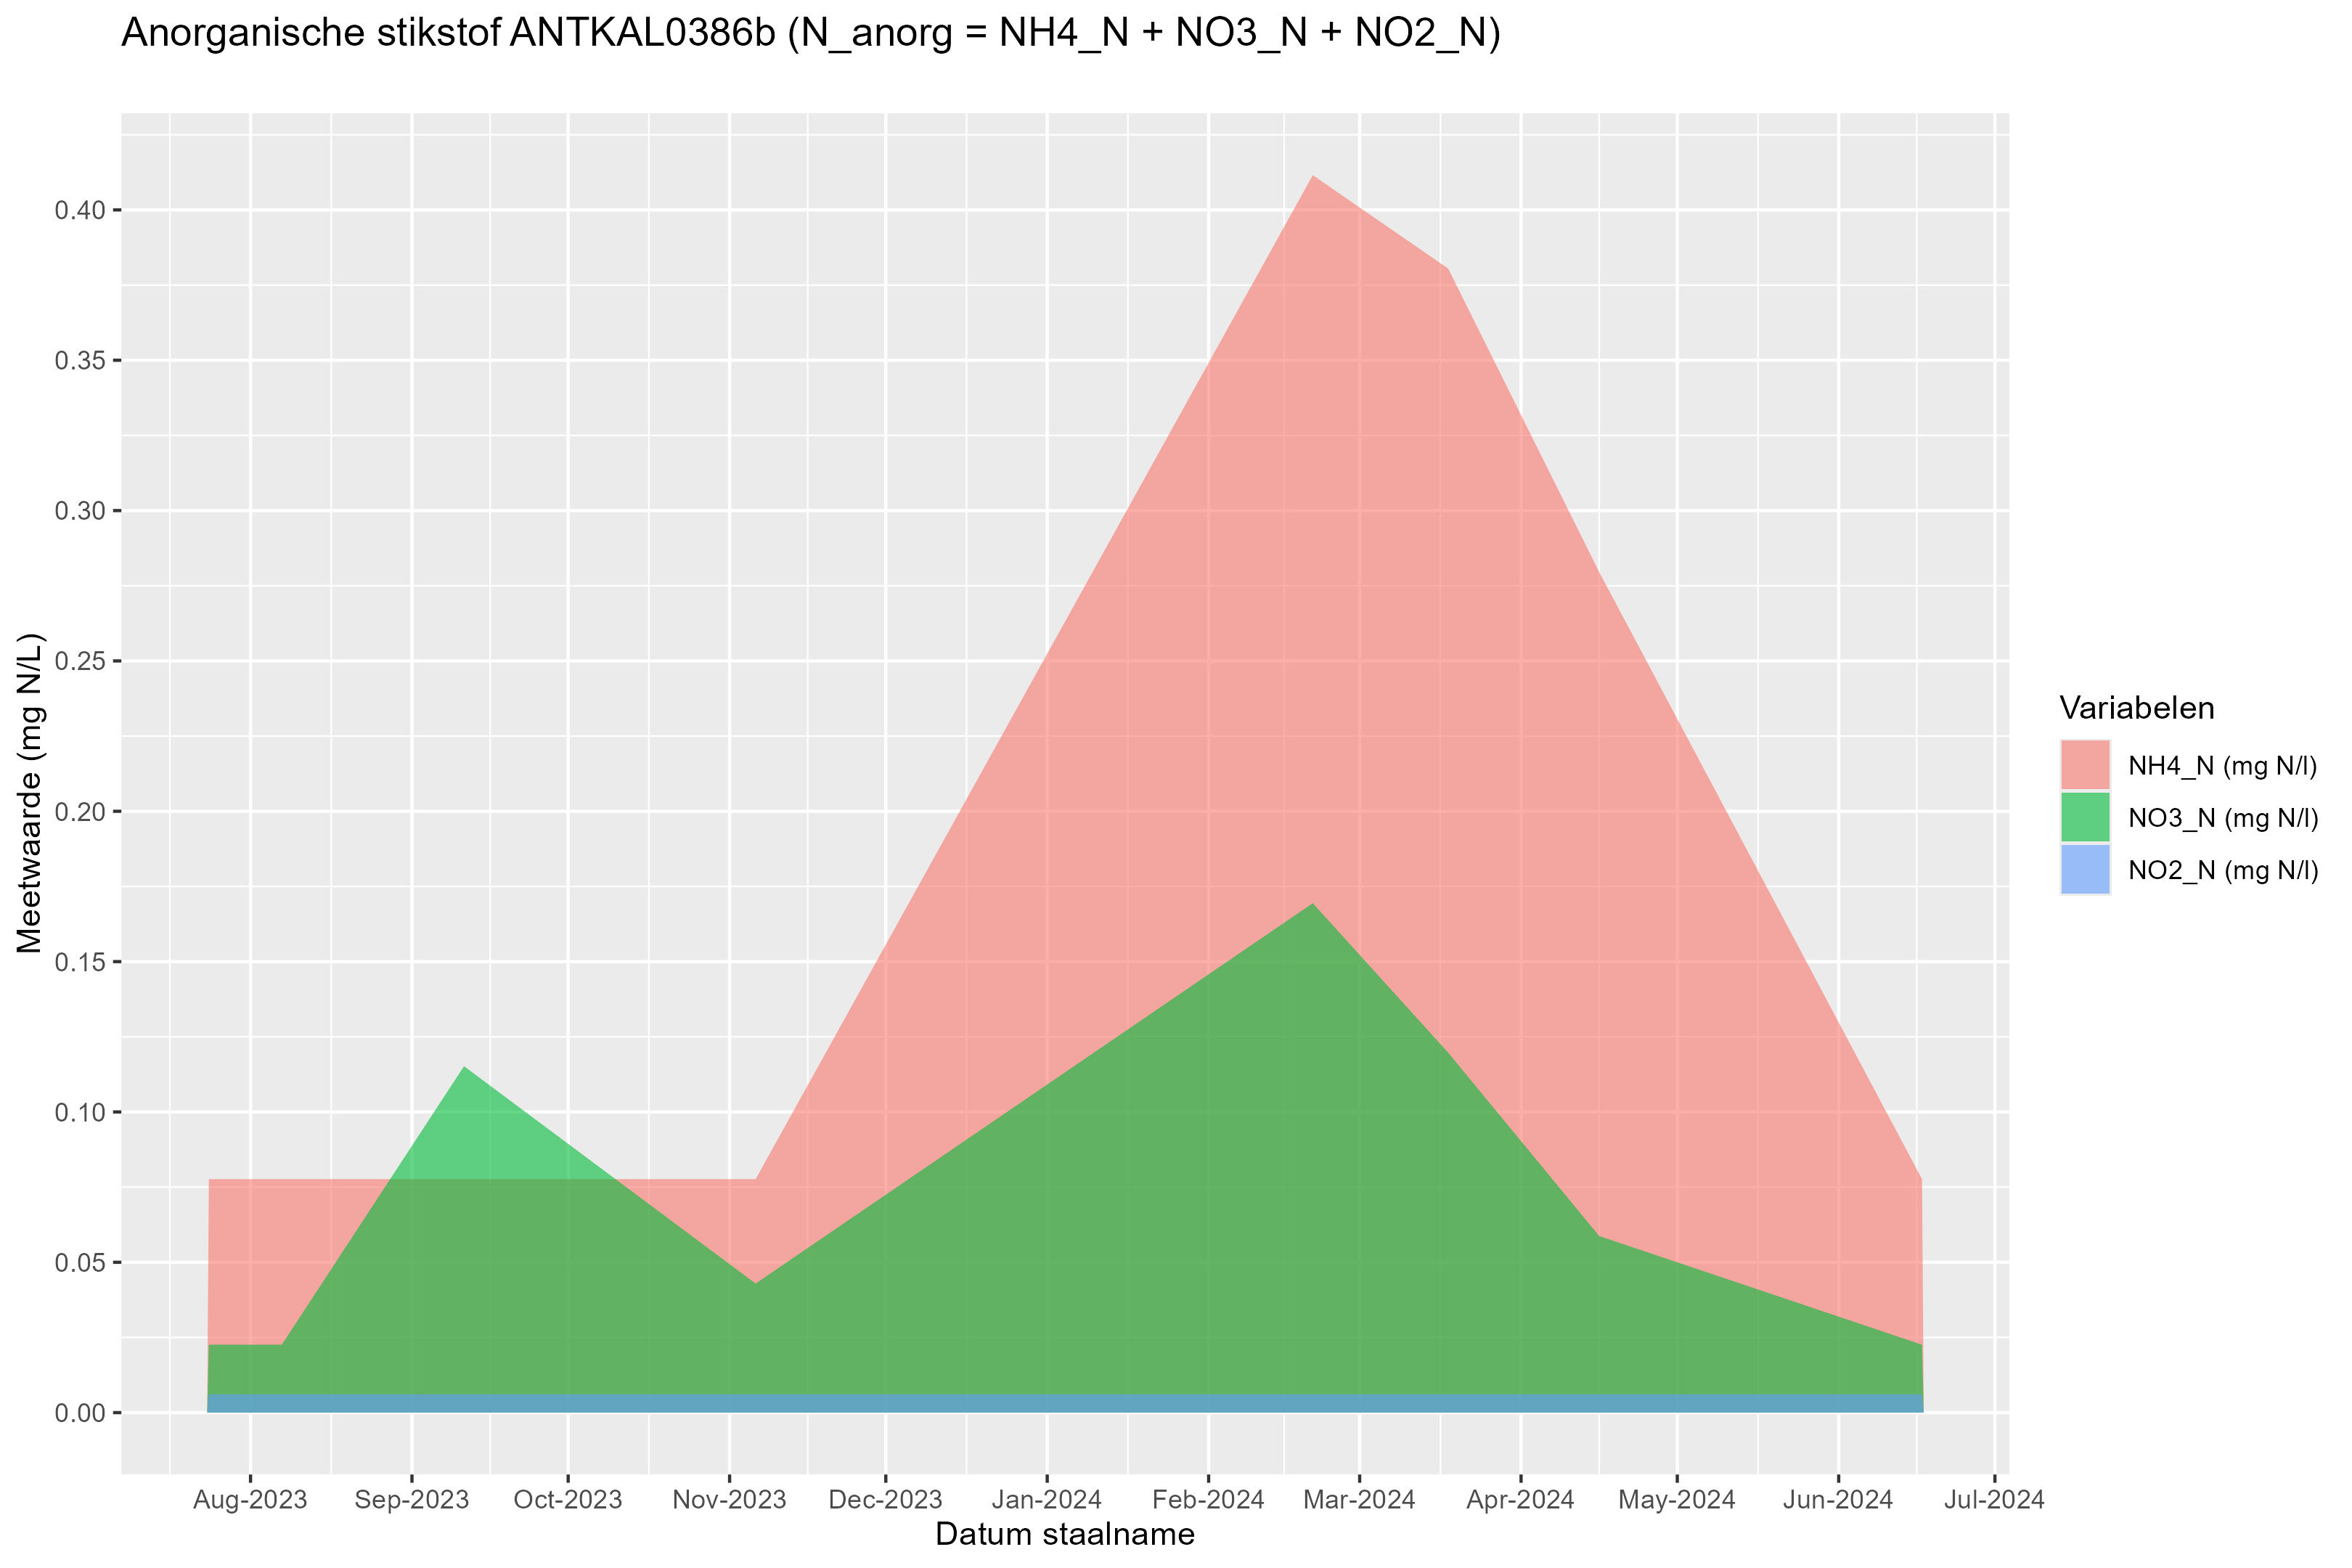 Anorganische stikstof ANTKAL0386b (N_anorg = NH4_N + NO3_N + NO2_N)
Meetwaarde (mg N/L)
0.40
0.35
0.30
0.25
0.20
0.15
0.10
0.05
0.00
Aug-2023 Sep-2023 Oct-2023 Nov-2023 Dec-2023 Jan-2024 Feb-2024 Mar-2024 Apr-2024 May-2024 Jun-2024 Jul-2024
Datum staalname
Variabelen
NH4_N (mg N/l)
NO3_N (mg N/l)
NO2_N (mg N/l)